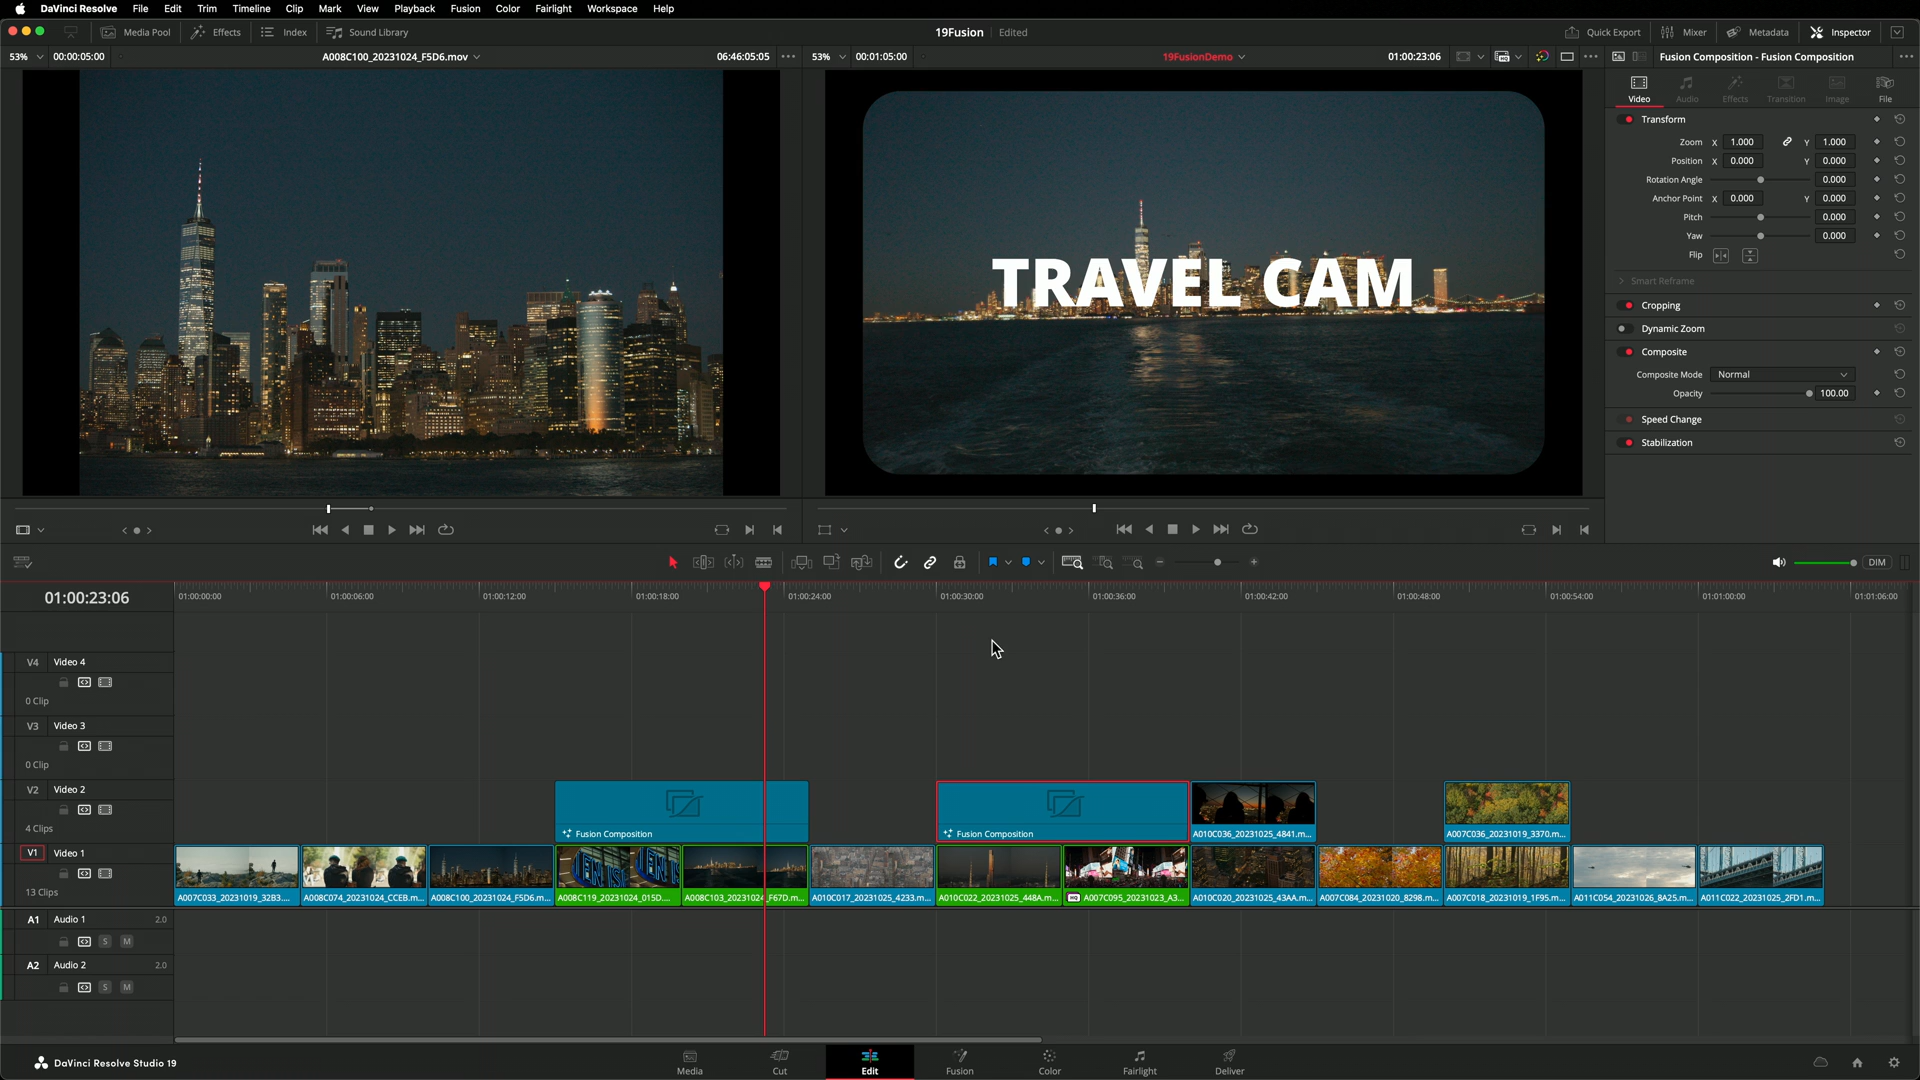 DaVinci Resolve File Edit Trim Timeline Clip Mark View Playback Fusion Color Fairlight Workspace Help
Media Pool Effects Index Sound Library 19Fusion Edited Quick Export Mixer Metadata Inspector
53% 00:00:05:00 A008C100_20231024_F5D6.mov 06:46:05:05 53% 00:01:05:00 19FusionDemo 01:00:23:06 Fusion Composition - Fusion Composition
Video Audio Effects Transition Image File
Transform
Zoom X 1.000 Y 1.000
Position X 0.000 Y 0.000
Rotation Angle 0.000
Anchor Point X 0.000 Y 0.000
Pitch 0.000
Yaw 0.000
Flip
Smart Reframe
Cropping
Dynamic Zoom
Composite
Composite Mode Normal
Opacity 100.00
Speed Change
Stabilization
TRAVEL CAM
DIM
01:00:23:06 01:00:00:00 01:00:06:00 01:00:12:00 01:00:18:00 01:00:24:00 01:00:30:00 01:00:36:00 01:00:42:00 01:00:48:00 01:00:54:00 01:01:00:00 01:01:06:00
V4 Video 4
0 Clip
V3 Video 3
0 Clip
V2 Video 2
4 Clips
Fusion Composition Fusion Composition A010C036_20231025_4841.m... A007C036_20231019_3370.m...
V1 Video 1
13 Clips
A007C033_20231019_32B3.... A008C074_20231024_CCEB.m... A008C100_20231024_F5D6.m... A008C119_20231024_015D.... A008C103_20231024_F67D.m... A010C017_20231025_4233.m... A010C022_20231025_448A.m... A007C095_20231023_A3... A010C020_20231025_43AA.m... A007C084_20231020_8298.m... A007C018_20231019_1F95.m... A011C054_20231026_8A25.m... A011C022_20231025_2FD1.m...
A1 Audio 1 2.0
S M
A2 Audio 2 2.0
S M
DaVinci Resolve Studio 19 Media Cut Edit Fusion Color Fairlight Deliver